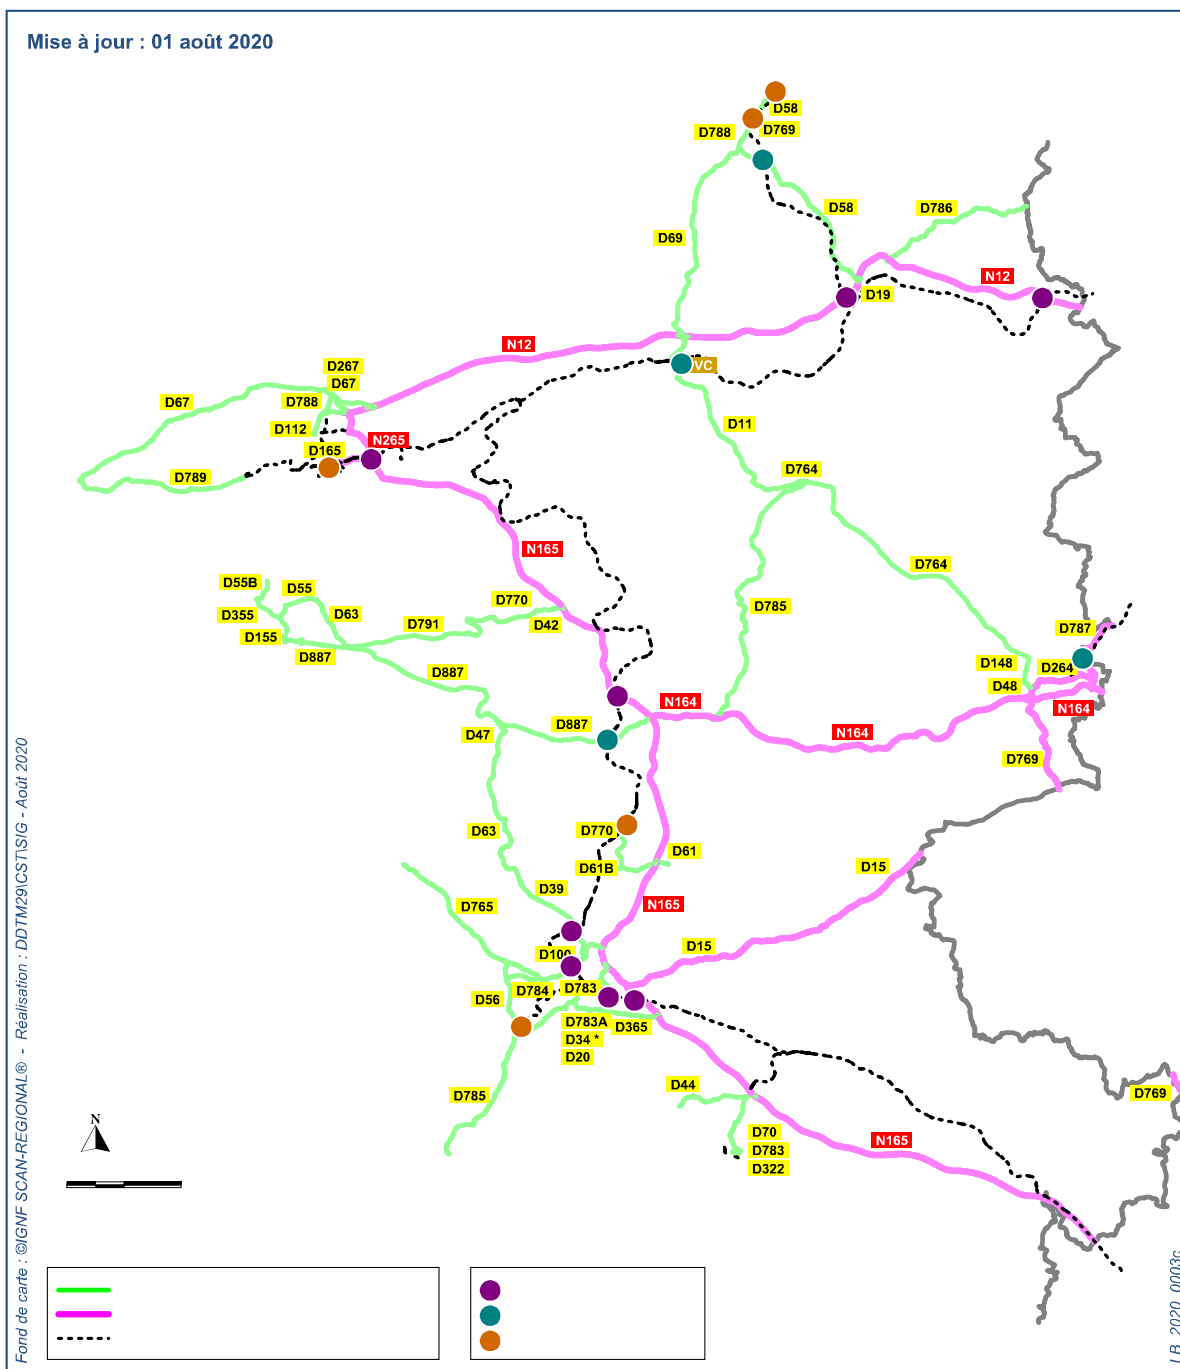 Mise à jour : 01 août 2020
D58
D769
D788
D58
D786
D69
N12
D19
N12
D267
D67
VC
D67
D788
D11
D112
N265
D165
D764
D789
N165
D764
D55B
D55
D770
D785
D355
D63
D791
D42
D787
D155
D887
D148
D264
D887
D48
N164
N164
D887
D47
N164
D769
D63
D770
D61
D61B
D15
D39
N165
D765
D15
D100
D784
D783
D56
D783A
D365
D34 *
D20
D44
D785
D769
N
D70
N165
D783
D322
Fond de carte : ©IGNF SCAN-REGIONAL® - Réalisation : DDTM29\CST\SIG - Août 2020